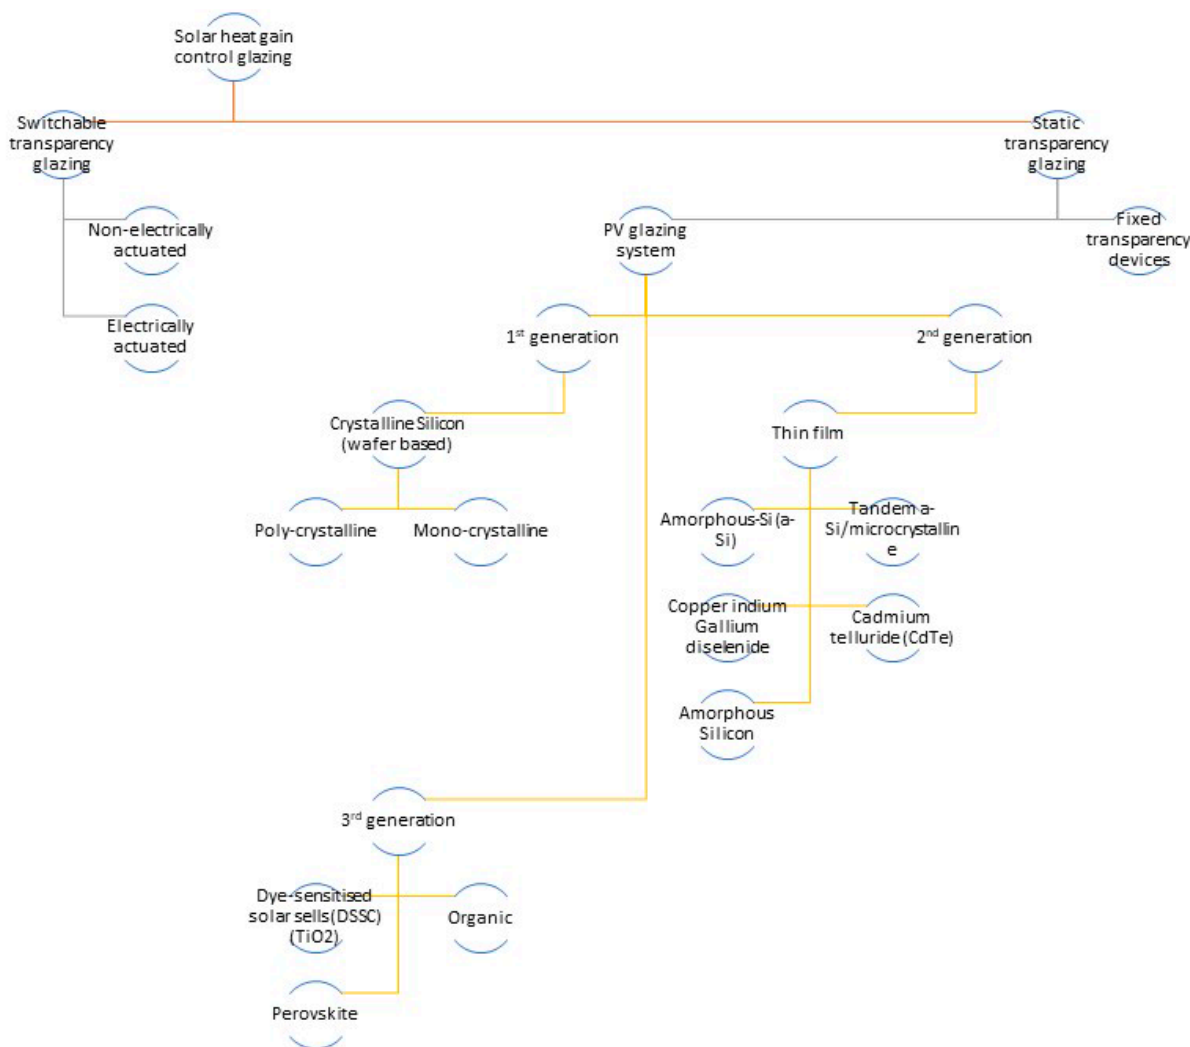 Solar heat gain
control glazing
Switchable
transparency
glazing
Static
transparency
glazing
Non-electrically
actuated
PV glazing
system
Fixed
transparency
devices
Electrically
actuated
1st generation
2nd generation
Crystalline Silicon
(wafer based)
Thin film
Poly-crystalline
Mono-crystalline
Amorphous-Si (a-
Si)
Tandem a-
Si/microcrystallin
e
Copper indium
Gallium
diselenide
Cadmium
telluride (CdTe)
Amorphous
Silicon
3rd generation
Dye-sensitised
solar sells (DSSC)
(TiO2)
Organic
Perovskite